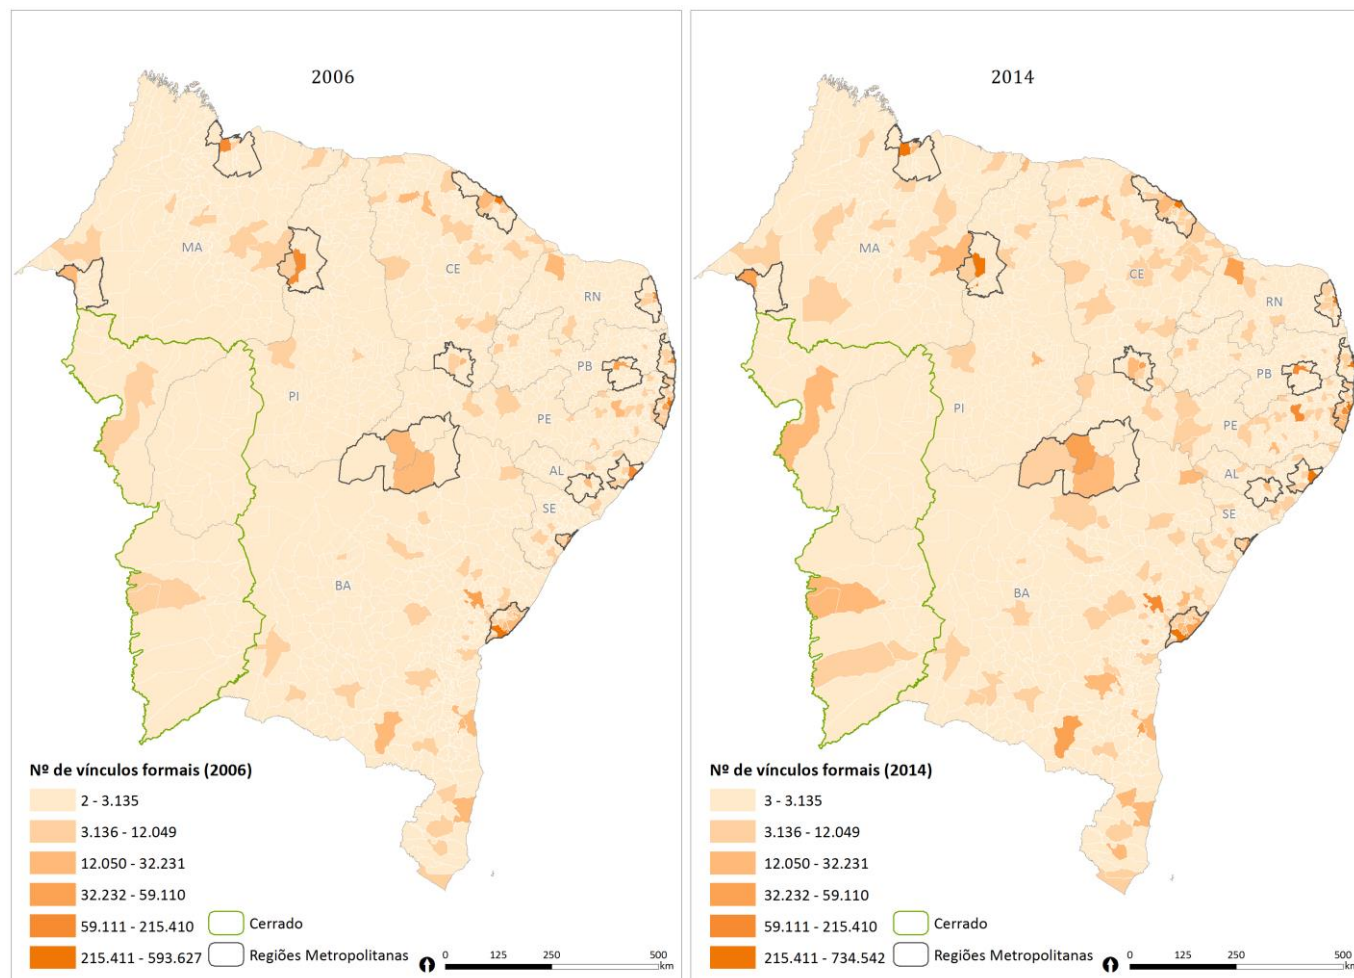 2006
MA
CE
RN
PB
PI
PE
AL
SE
BA
Nº de vínculos formais (2006)
2 - 3.135
3.136 - 12.049
12.050 - 32.231
32.232 - 59.110
59.111 - 215.410
215.411 - 593.627
Cerrado
Regiões Metropolitanas
0 125 250 500
km
2014
MA
CE
RN
PB
PI
PE
AL
SE
BA
Nº de vínculos formais (2014)
3 - 3.135
3.136 - 12.049
12.050 - 32.231
32.232 - 59.110
59.111 - 215.410
215.411 - 734.542
Cerrado
Regiões Metropolitanas
0 125 250 500
km